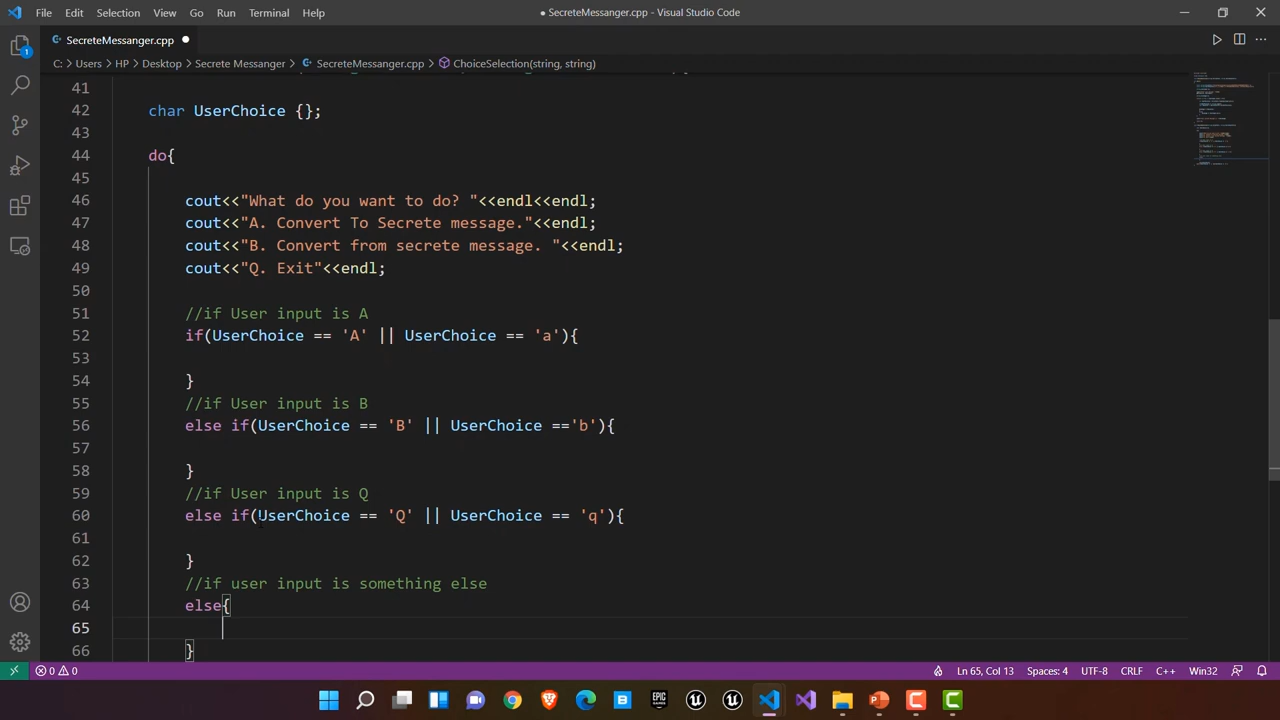 File Edit Selection View Go Run Terminal Help
● SecreteMessanger.cpp - Visual Studio Code
SecreteMessanger.cpp ●
C: > Users > HP > Desktop > Secrete Messanger > SecreteMessanger.cpp > ChoiceSelection(string, string)
41
42 char UserChoice {};
43
44 do{
45
46 cout<<"What do you want to do? "<<endl<<endl;
47 cout<<"A. Convert To Secrete message."<<endl;
48 cout<<"B. Convert from secrete message. "<<endl;
49 cout<<"Q. Exit"<<endl;
50
51 //if User input is A
52 if(UserChoice == 'A' || UserChoice == 'a'){
53
54 }
55 //if User input is B
56 else if(UserChoice == 'B' || UserChoice =='b'){
57
58 }
59 //if User input is Q
60 else if(UserChoice == 'Q' || UserChoice == 'q'){
61
62 }
63 //if user input is something else
64 else{
65
66 }
1
0 0
Ln 65, Col 13 Spaces: 4 UTF-8 CRLF C++ Win32